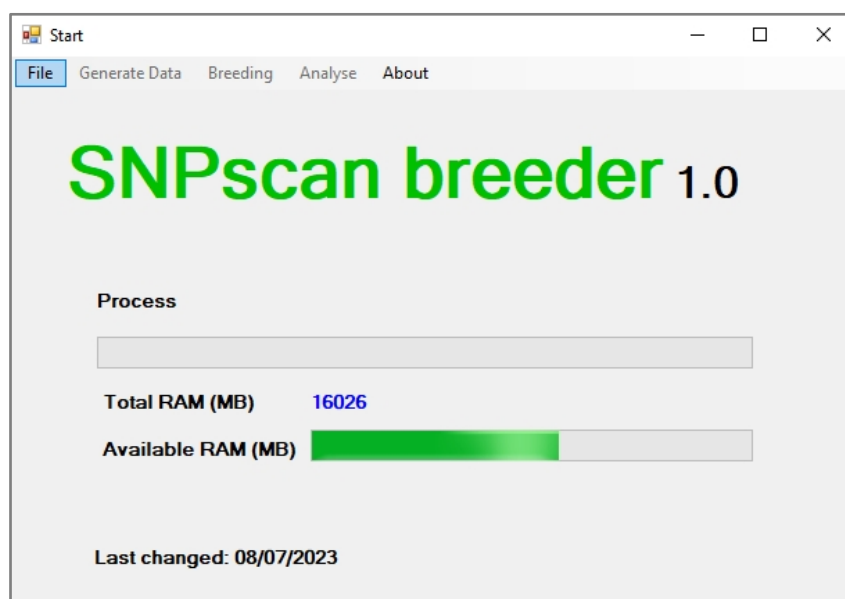 Start
File Generate Data Breeding Analyse About
SNPscan breeder 1.0
Process
Total RAM (MB) 16026
Available RAM (MB)
Last changed: 08/07/2023